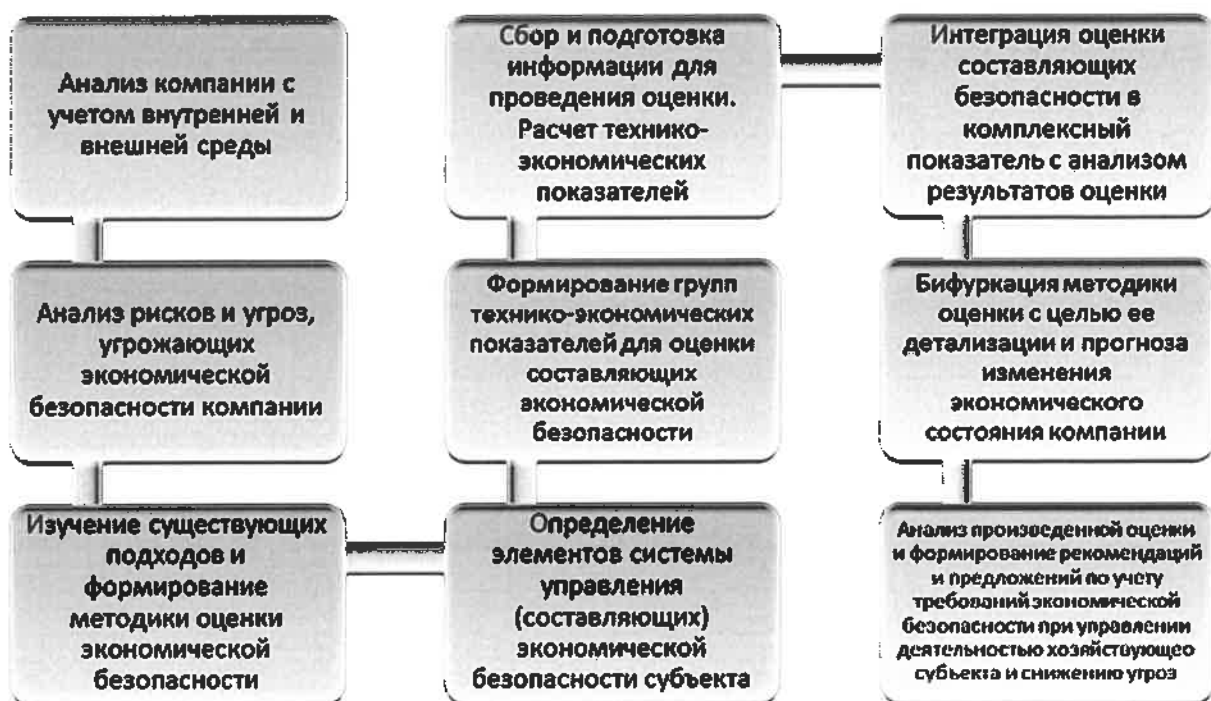 Анализ компании с
учетом внутренней и
внешней среды
Анализ рисков и угроз,
угрожающих
экономической
безопасности компании
Изучение существующих
подходов и
формирование
методики оценки
экономической
безопасности
Определение
элементов системы
управления
(составляющих)
экономической
безопасности субъекта
Формирование групп
технико-экономических
показателей для оценки
составляющих
экономической
безопасности
Сбор и подготовка
информации для
проведения оценки.
Расчет технико-
экономических
показателей
Интеграция оценки
составляющих
безопасности в
комплексный
показатель с анализом
результатов оценки
Бифуркация методики
оценки с целью ее
детализации и прогноза
изменения
экономического
состояния компании
Анализ произведенной оценки
и формирование рекомендаций
и предложений по учету
требований экономической
безопасности при управлении
деятельностью хозяйствующео
субъекта и снижению угроз